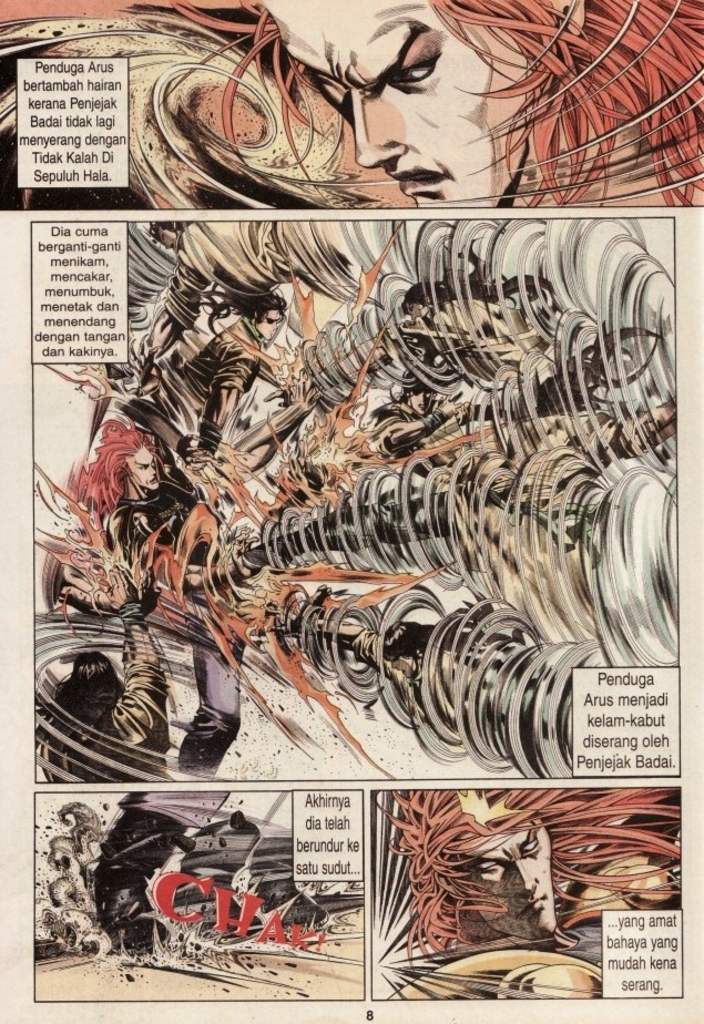 Penduga Arus
bertambah hairan
kerana Penjejak
Badai tidak lagi
menyerang dengan
Tidak Kalah Di
Sepuluh Hala.
Dia cuma
berganti-ganti
menikam,
mencakar,
menumbuk,
menetak dan
menendang
dengan tangan
dan kakinya.
Penduga
Arus menjadi
kelam-kabut
diserang oleh
Penjejak Badai.
Akhirnya
dia telah
berundur ke
satu sudut...
CHAK!
...yang amat
bahaya yang
mudah kena
serang.
8